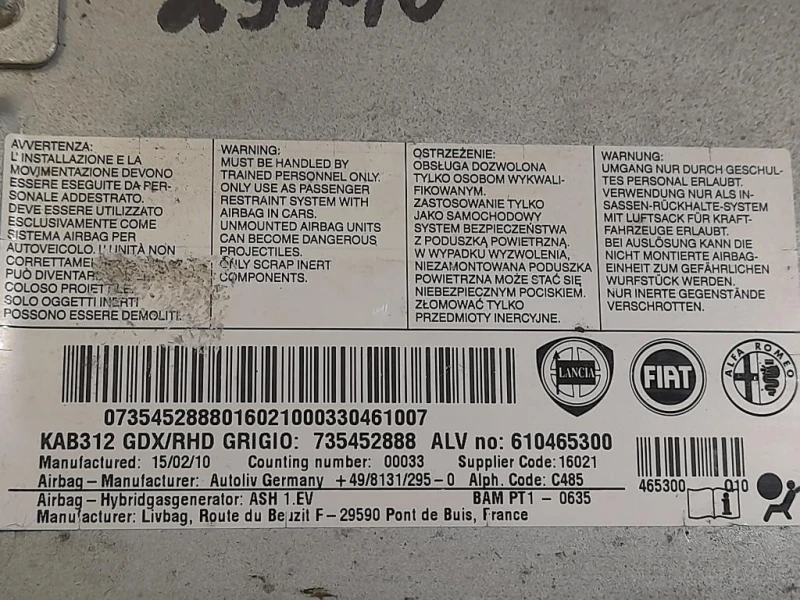 AVVERTENZA:
L'INSTALLAZIONE E LA
MOVIMENTAZIONE DEVONO
ESSERE ESEGUITE DA PER-
SONALE ADDESTRATO.
DEVE ESSERE UTILIZZATO
ESCLUSIVAMENTE COME
SISTEMA AIRBAG PER
AUTOVEICOLO. L'UNITÀ NON
CORRETTAME
PUÒ DIVENTAR
COLOSO PROIETTILE.
SOLO OGGETTI INERTI
POSSONO ESSERE DEMOLITI.
WARNING:
MUST BE HANDLED BY
TRAINED PERSONNEL ONLY.
ONLY USE AS PASSENGER
RESTRAINT SYSTEM WITH
AIRBAG IN CARS.
UNMOUNTED AIRBAG UNITS
CAN BECOME DANGEROUS
PROJECTILES.
ONLY SCRAP INERT
COMPONENTS.
OSTRZEŻENIE:
OBSŁUGA DOZWOLONA
TYLKO OSOBOM WYKWALI-
FIKOWANYM.
ZASTOSOWANIE TYLKO
JAKO SAMOCHODOWY
SYSTEM BEZPIECZEŃSTWA
Z PODUSZKĄ POWIETRZNĄ.
W WYPADKU WYZWOLENIA,
NIEZAMONTOWANA PODUSZKA
POWIETRZNA MOŻE STAĆ SIĘ
NIEBEZPIECZNYM POCISKIEM.
ZŁOMOWAĆ TYLKO
PRZEDMIOTY INERCYJNE.
WARNUNG:
UMGANG NUR DURCH GESCHUL-
TES PERSONAL ERLAUBT.
VERWENDUNG NUR ALS IN-
SASSEN-RÜCKHALTE-SYSTEM
MIT LUFTSACK FÜR KRAFT-
FAHRZEUGE ERLAUBT.
BEI AUSLÖSUNG KANN DIE
NICHT MONTIERTE AIRBAG-
EINHEIT ZUM GEFÄHRLICHEN
WURFSTÜCK WERDEN.
NUR INERTE GEGENSTÄNDE
VERSCHROTTEN.
LANCIA
FIAT
ALFA ROMEO
07354528880160210003304 61007
KAB312 GDX/RHD GRIGIO: 735452888 ALV no: 610465300
Manufactured: 15/02/10 Counting number: 00033 Supplier Code: 16021
Airbag - Manufacturer: Autoliv Germany +49/8131/295-0 Alph. Code: C485
Airbag - Hybridgasgenerator: ASH 1.EV BAM PT1 - 0635
Manufacturer: Livbag, Route du Beuzit F-29590 Pont de Buis, France
465300 010
i